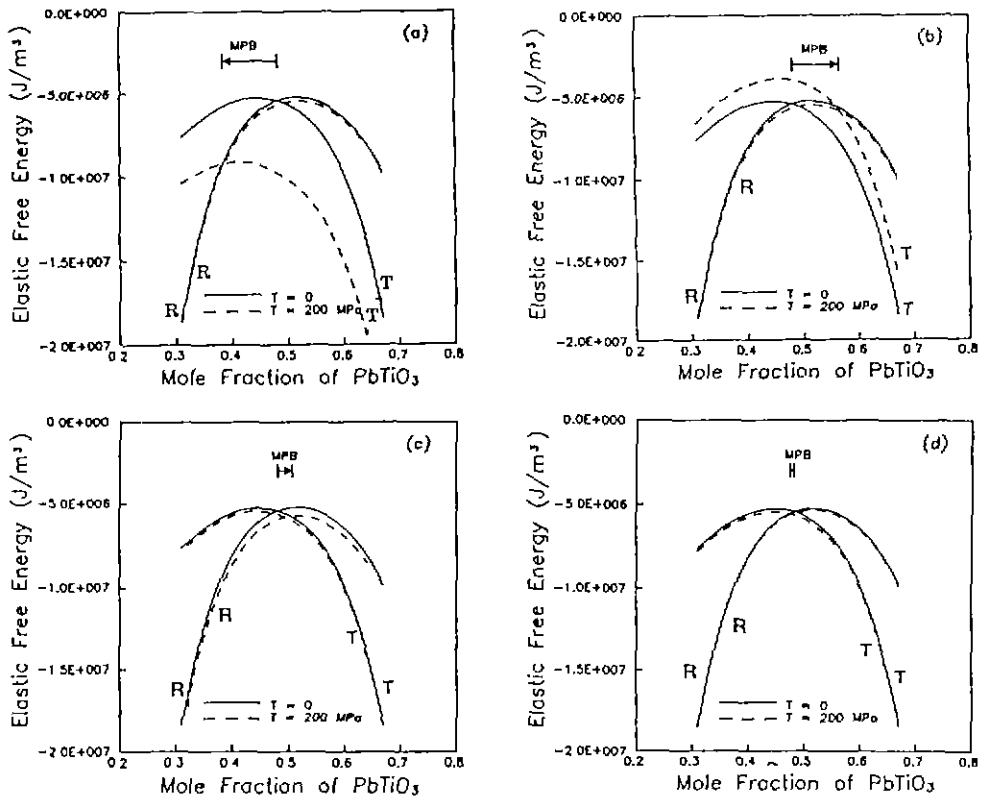 (a)
MPB
Elastic Free Energy (J/m³)
0.0E+000
−5.0E+006
−1.0E+007
−1.5E+007
−2.0E+007
R
R
T
T
T = 0
T = 200 MPa
0.2 0.3 0.4 0.5 0.6 0.7 0.8
Mole Fraction of PbTiO₃
(b)
MPB
Elastic Free Energy (J/m³)
0.0E+000
−5.0E+006
−1.0E+007
−1.5E+007
−2.0E+007
R
R
T
T
T = 0
T = 200 MPa
0.2 0.3 0.4 0.5 0.6 0.7 0.8
Mole Fraction of PbTiO₃
(c)
MPB
Elastic Free Energy (J/m³)
0.0E+000
−5.0E+006
−1.0E+007
−1.5E+007
−2.0E+007
R
R
T
T
T = 0
T = 200 MPa
0.2 0.3 0.4 0.5 0.6 0.7 0.8
Mole Fraction of PbTiO₃
(d)
MPB
Elastic Free Energy (J/m³)
0.0E+000
−5.0E+006
−1.0E+007
−1.5E+007
−2.0E+007
R
R
T
T
T = 0
T = 200 MPa
0.2 0.3 0.4 0.5 0.6 0.7 0.8
Mole Fraction of PbTiO₃